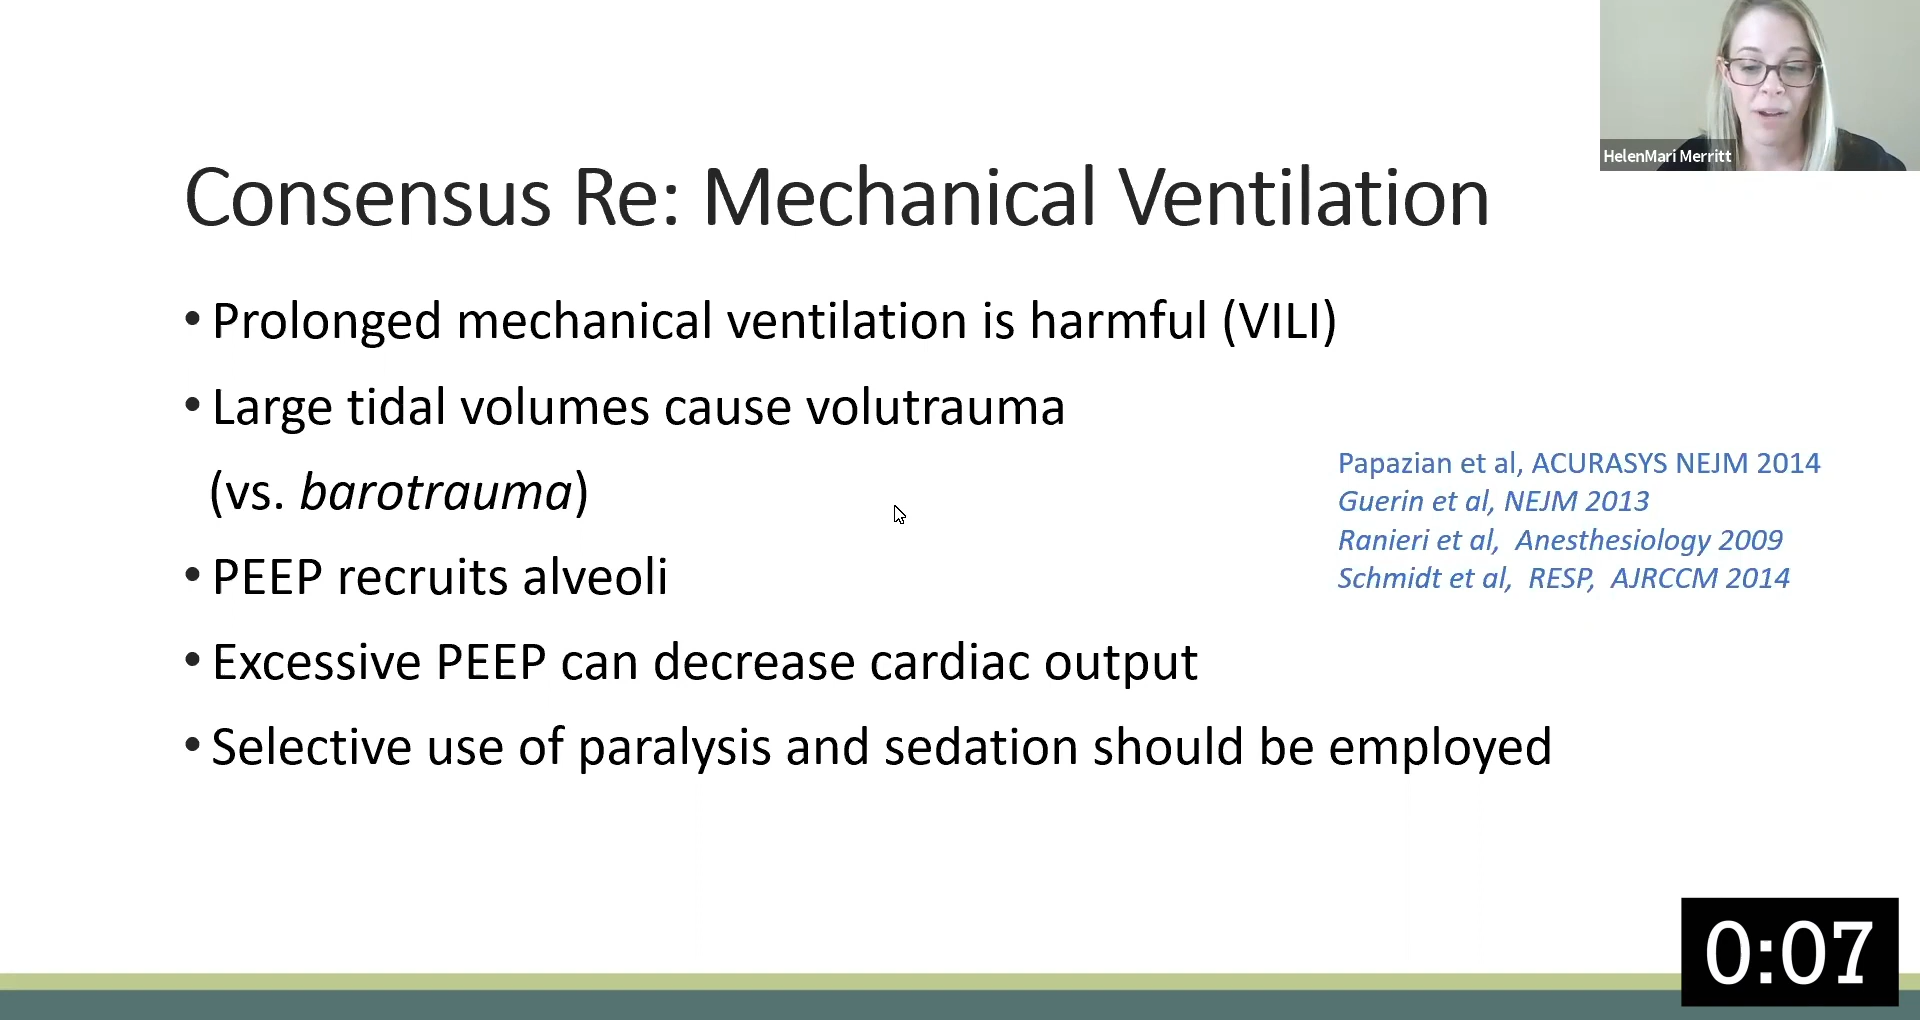 HelenMari Merritt
Consensus Re: Mechanical Ventilation
• Prolonged mechanical ventilation is harmful (VILI)
• Large tidal volumes cause volutrauma
(vs. barotrauma)
• PEEP recruits alveoli
• Excessive PEEP can decrease cardiac output
• Selective use of paralysis and sedation should be employed
Papazian et al, ACURASYS NEJM 2014
Guerin et al, NEJM 2013
Ranieri et al, Anesthesiology 2009
Schmidt et al, RESP, AJRCCM 2014
0:07